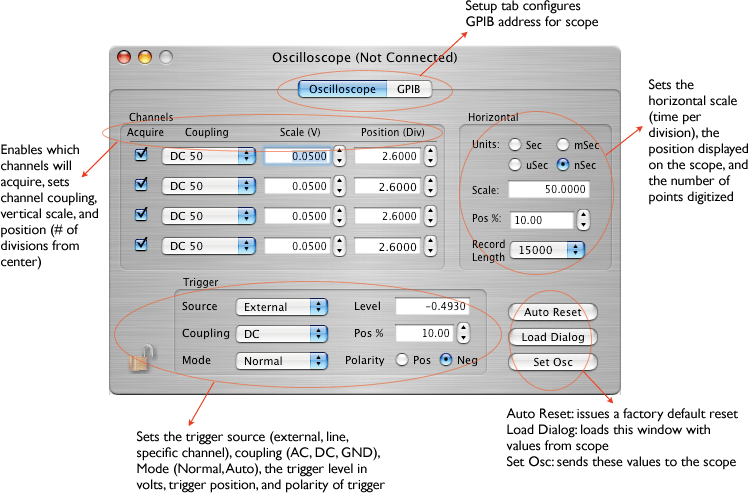 Setup tab configures
GPIB address for scope
Oscilloscope (Not Connected)
Oscilloscope GPIB
Channels
Acquire Coupling Scale (V) Position (Div)
DC 50 0.0500 2.6000
DC 50 0.0500 2.6000
DC 50 0.0500 2.6000
DC 50 0.0500 2.6000
Horizontal
Units: Sec mSec
uSec nSec
Scale: 50.0000
Pos %: 10.00
Record
Length 15000
Enables which
channels will
acquire, sets
channel coupling,
vertical scale, and
position (# of
divisions from
center)
Sets the
horizontal scale
(time per
division), the
position displayed
on the scope, and
the number of
points digitized
Trigger
Source External Level -0.4930
Coupling DC Pos % 10.00
Mode Normal Polarity Pos Neg
Auto Reset
Load Dialog
Set Osc
Sets the trigger source (external, line,
specific channel), coupling (AC, DC, GND),
Mode (Normal, Auto), the trigger level in
volts, trigger position, and polarity of trigger
Auto Reset: issues a factory default reset
Load Dialog: loads this window with
values from scope
Set Osc: sends these values to the scope